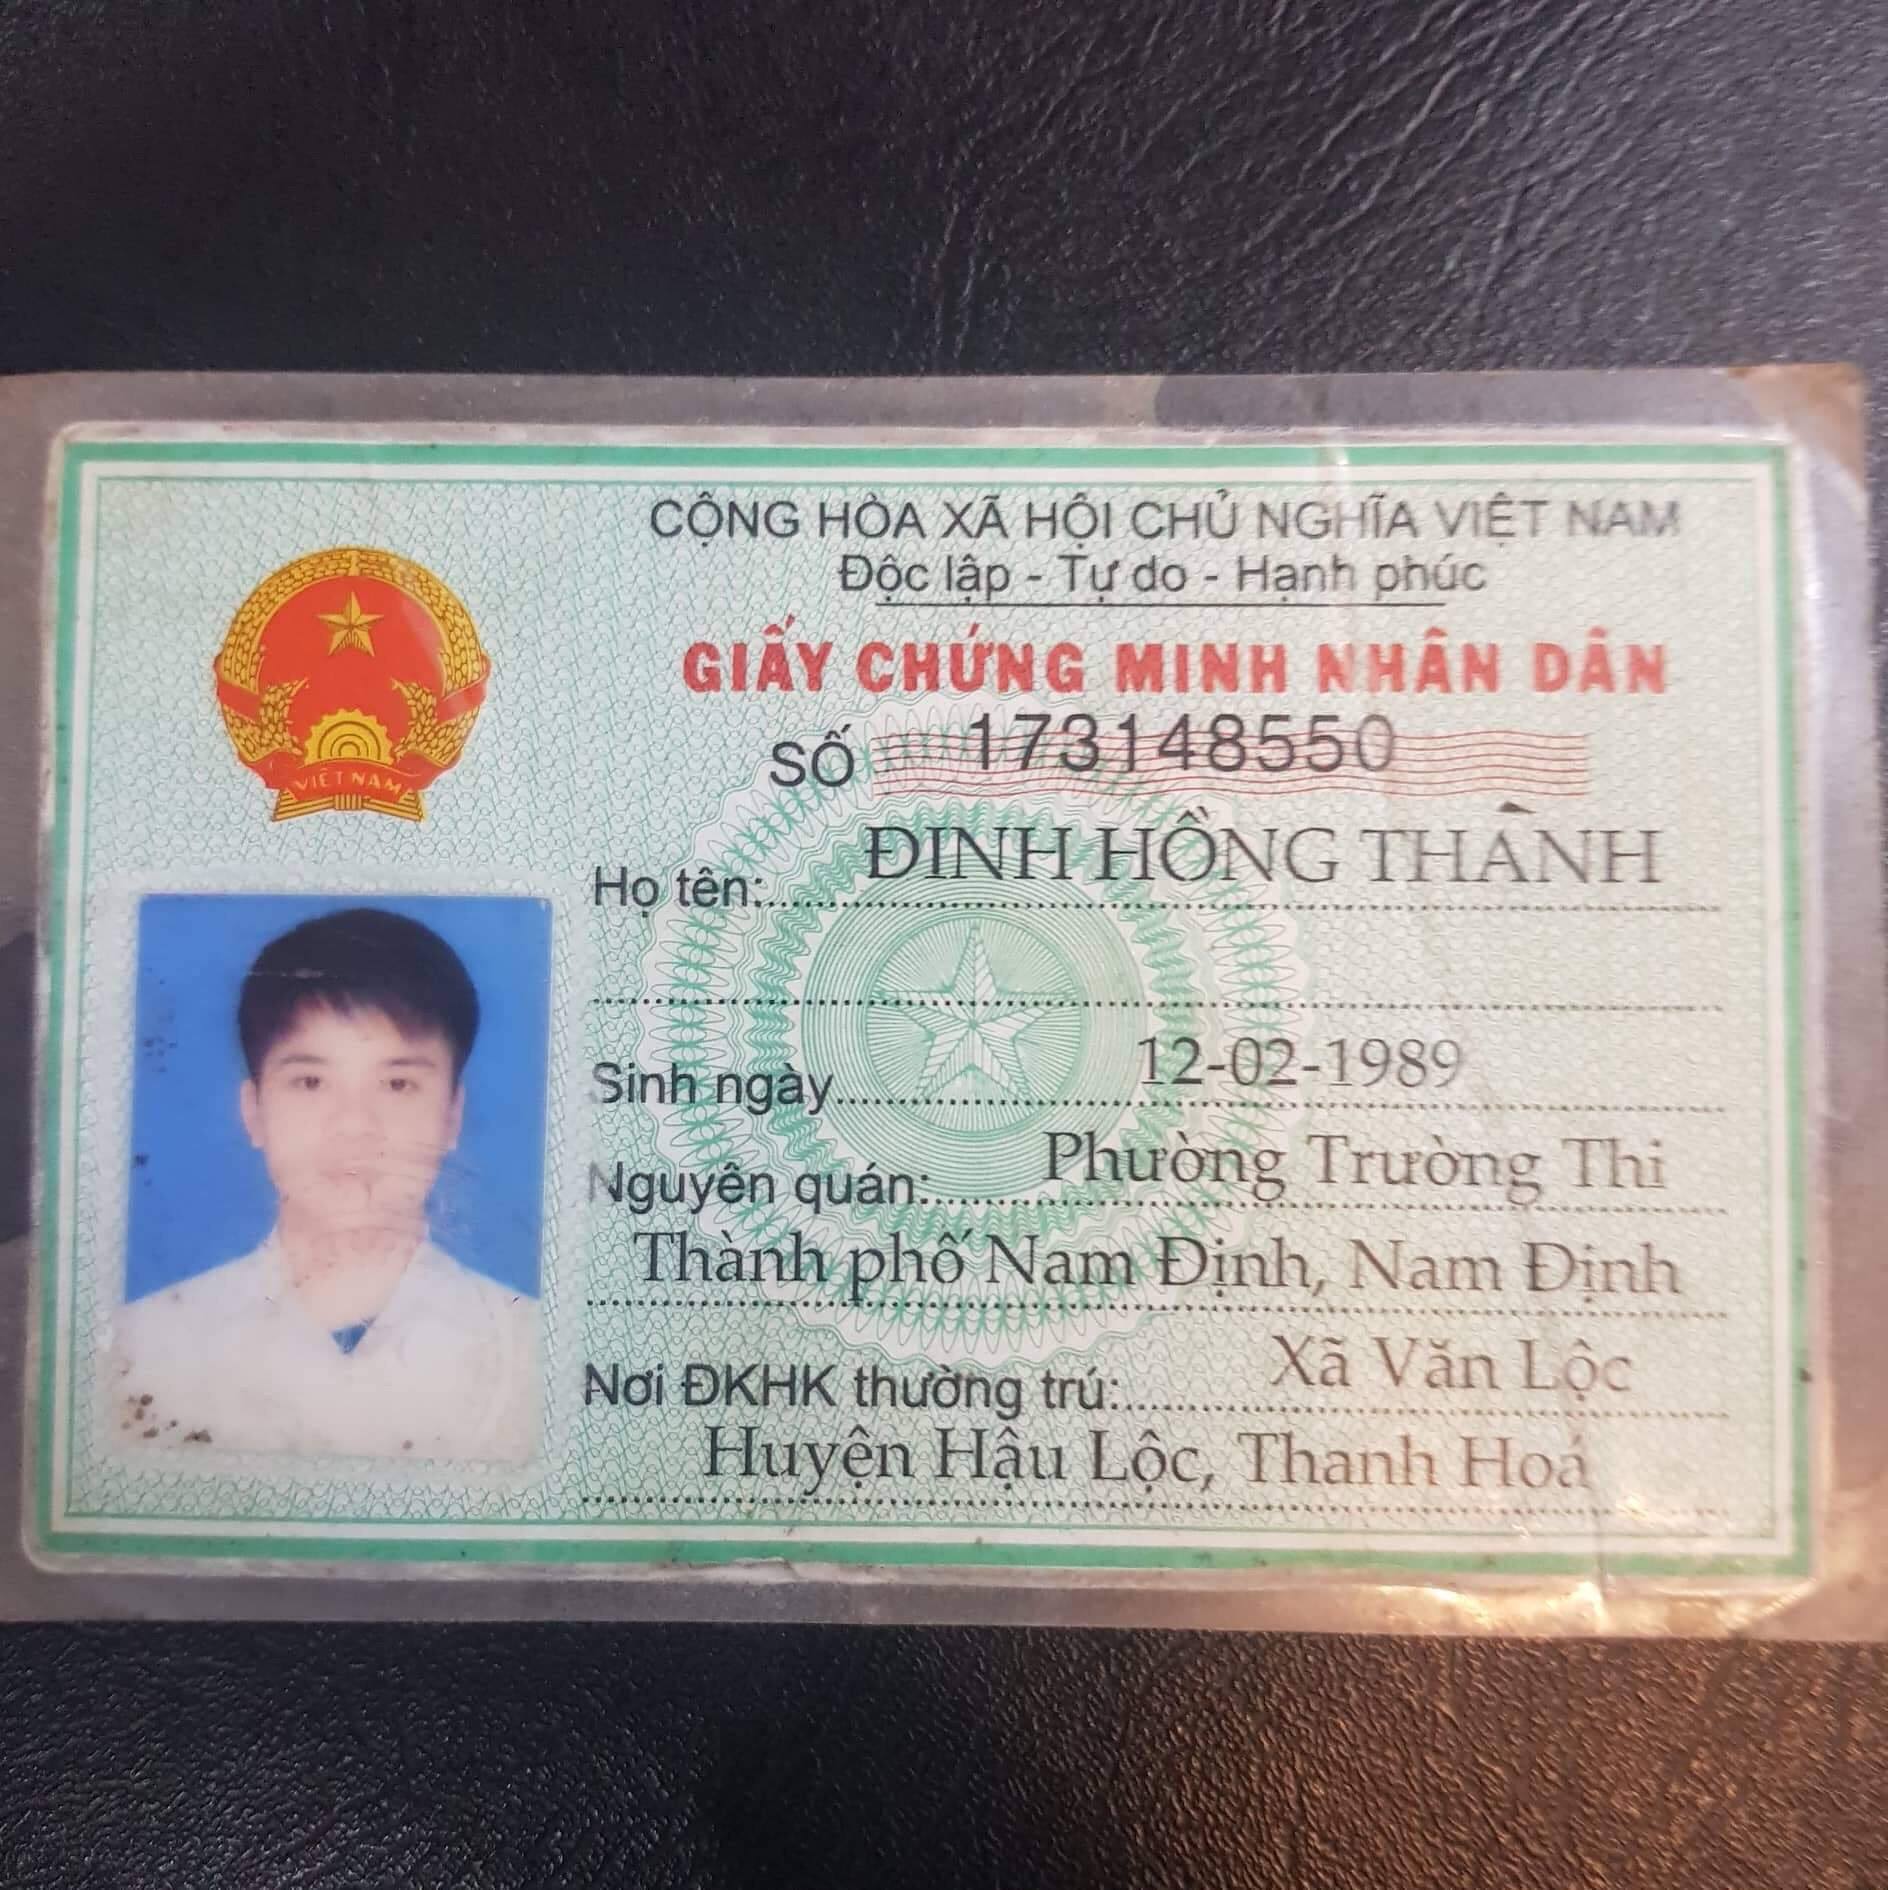 CỘNG HÒA XÃ HỘI CHỦ NGHĨA VIỆT NAM
Độc lập - Tự do - Hạnh phúc
GIẤY CHỨNG MINH NHÂN DÂN
SỐ 173148550
VIỆT NAM
Họ tên: ĐINH HỒNG THÀNH
Sinh ngày 12-02-1989
Nguyên quán: Phường Trường Thi
Thành phố Nam Định, Nam Định
Nơi ĐKHK thường trú: Xã Văn Lộc
Huyện Hậu Lộc, Thanh Hoá